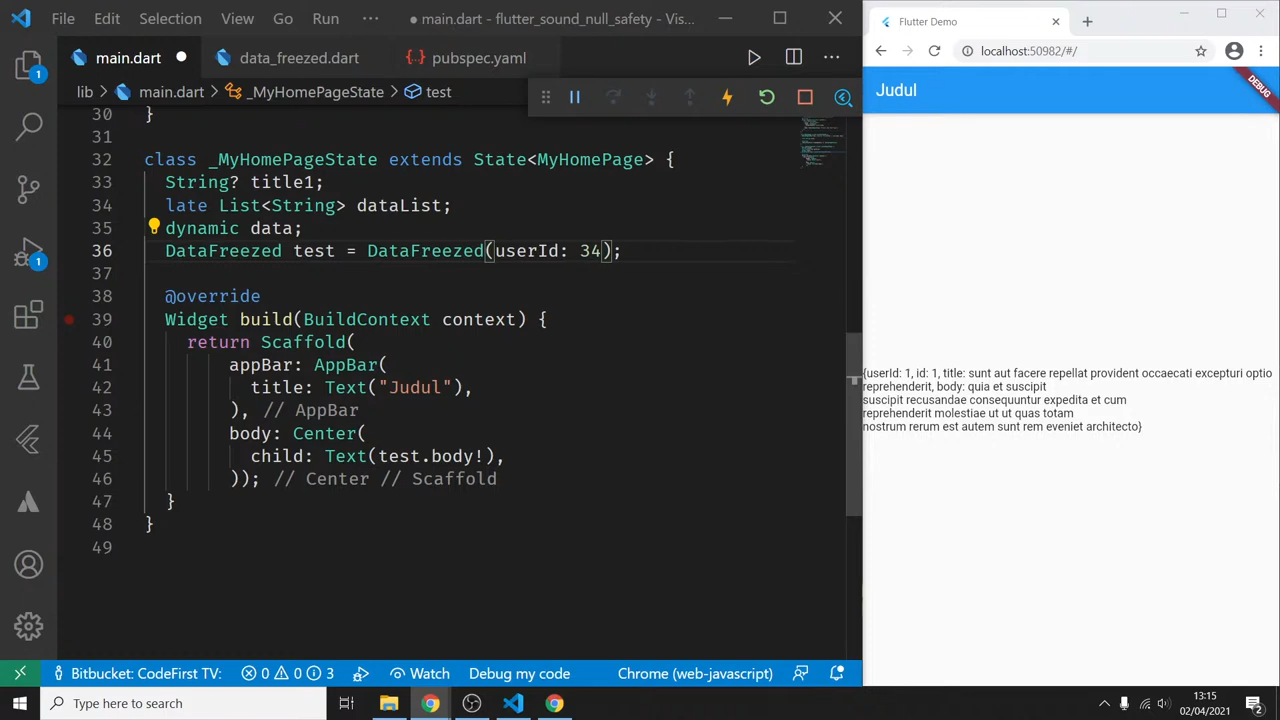 File Edit Selection View Go Run ··· ● main.dart - flutter_sound_null_safety - Vis...
main.dart ● data_freezed.dart pubspec.yaml
lib > main.dart > _MyHomePageState > test
30 }
31
32 class _MyHomePageState extends State<MyHomePage> {
33 String? title1;
34 late List<String> dataList;
35 dynamic data;
36 DataFreezed test = DataFreezed(userId: 34);
37
38 @override
39 Widget build(BuildContext context) {
40 return Scaffold(
41 appBar: AppBar(
42 title: Text("Judul"),
43 ), // AppBar
44 body: Center(
45 child: Text(test.body!),
46 )); // Center // Scaffold
47 }
48 }
49
1
1
Bitbucket: CodeFirst TV: 0 0 3 Watch Debug my code Chrome (web-javascript)
Flutter Demo
localhost:50982/#/
Judul
DEBUG
{userId: 1, id: 1, title: sunt aut facere repellat provident occaecati excepturi optio
reprehenderit, body: quia et suscipit
suscipit recusandae consequuntur expedita et cum
reprehenderit molestiae ut ut quas totam
nostrum rerum est autem sunt rem eveniet architecto}
Type here to search
13:15
02/04/2021
2